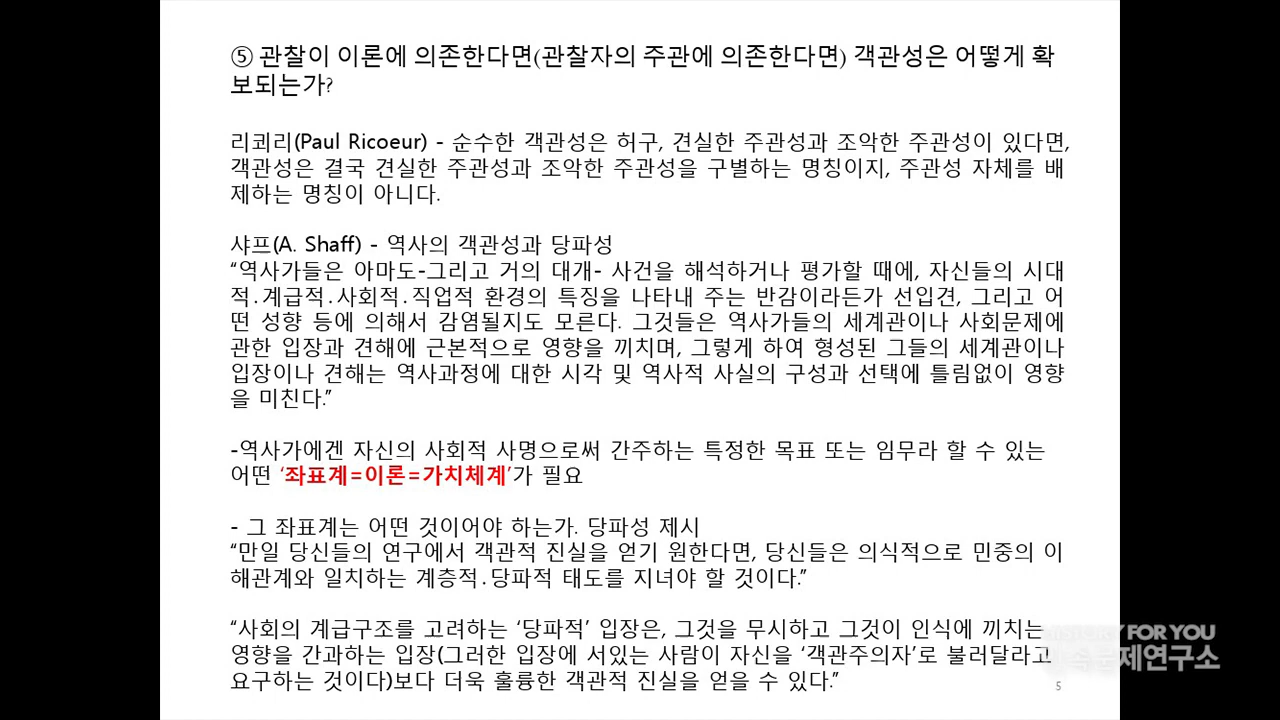 ⑤ 관찰이 이론에 의존한다면(관찰자의 주관에 의존한다면) 객관성은 어떻게 확
보되는가?
리쾨리(Paul Ricoeur) - 순수한 객관성은 허구, 견실한 주관성과 조악한 주관성이 있다면,
객관성은 결국 견실한 주관성과 조악한 주관성을 구별하는 명칭이지, 주관성 자체를 배
제하는 명칭이 아니다.
샤프(A. Shaff) - 역사의 객관성과 당파성
“역사가들은 아마도-그리고 거의 대개- 사건을 해석하거나 평가할 때에, 자신들의 시대
적․계급적․사회적․직업적 환경의 특징을 나타내 주는 반감이라든가 선입견, 그리고 어
떤 성향 등에 의해서 감염될지도 모른다. 그것들은 역사가들의 세계관이나 사회문제에
관한 입장과 견해에 근본적으로 영향을 끼치며, 그렇게 하여 형성된 그들의 세계관이나
입장이나 견해는 역사과정에 대한 시각 및 역사적 사실의 구성과 선택에 틀림없이 영향
을 미친다.”
-역사가에겐 자신의 사회적 사명으로써 간주하는 특정한 목표 또는 임무라 할 수 있는
어떤 ‘좌표계=이론=가치체계’가 필요
- 그 좌표계는 어떤 것이어야 하는가. 당파성 제시
“만일 당신들의 연구에서 객관적 진실을 얻기 원한다면, 당신들은 의식적으로 민중의 이
해관계와 일치하는 계층적․당파적 태도를 지녀야 할 것이다.”
“사회의 계급구조를 고려하는 ‘당파적’ 입장은, 그것을 무시하고 그것이 인식에 끼치는
영향을 간과하는 입장(그러한 입장에 서있는 사람이 자신을 ‘객관주의자’로 불러달라고
요구하는 것이다)보다 더욱 훌륭한 객관적 진실을 얻을 수 있다.”
HISTORY FOR YOU
문제연구소
5